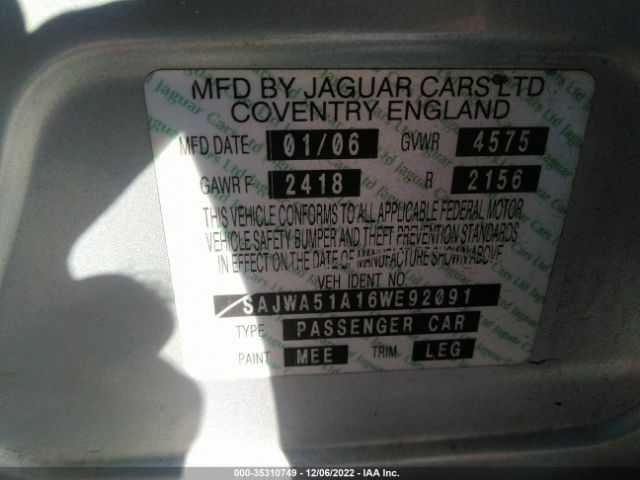 MFD BY JAGUAR CARS LTD
COVENTRY ENGLAND
MFD.DATE 01/06 GVWR 4575
GAWR F 2418 R 2156
THIS VEHICLE CONFORMS TO ALL APPLICABLE FEDERAL MOTOR
VEHICLE SAFETY BUMPER AND THEFT PREVENTION STANDARDS
IN EFFECT ON THE DATE OF MANUFACTURE SHOWN ABOVE
VEH IDENT NO
SAJWA51A16WE92091
TYPE PASSENGER CAR
PAINT MEE TRIM LEG
000-35310749 - 12/06/2022 - IAA Inc.